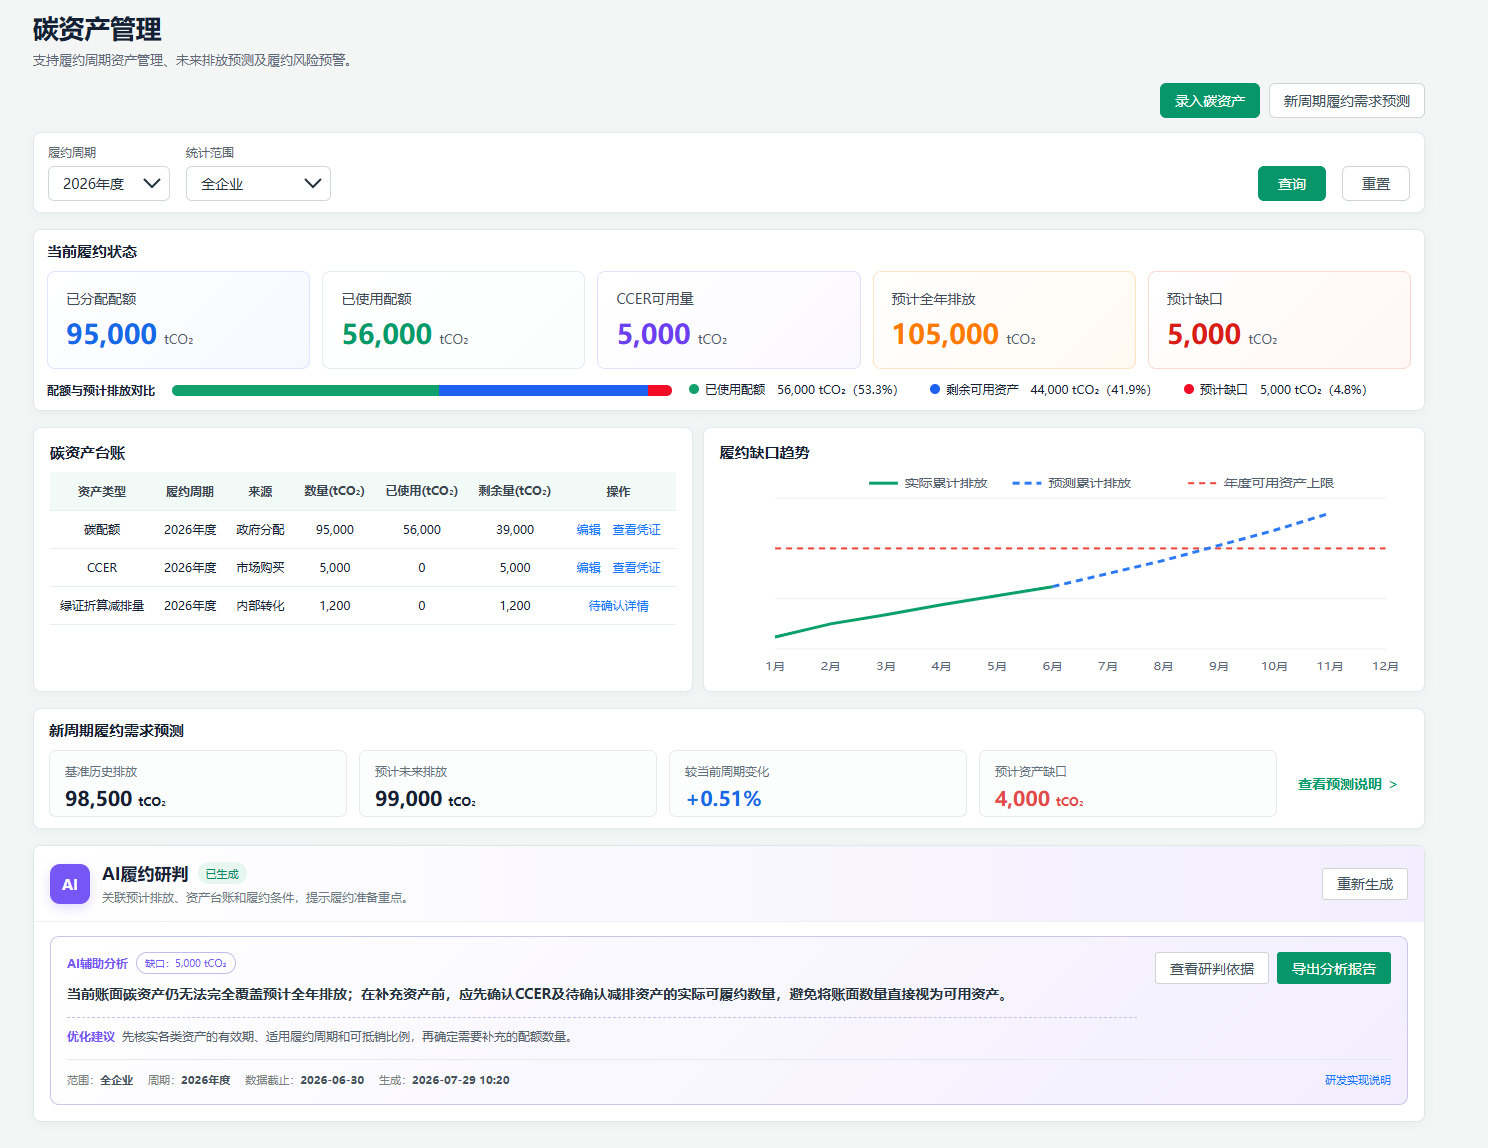 碳资产管理
支持履约周期资产管理、未来排放预测及履约风险预警。
录入碳资产 新周期履约需求预测
履约周期 统计范围
2026年度 全企业 查询 重置
当前履约状态
已分配配额 已使用配额 CCER可用量 预计全年排放 预计缺口
95,000 tCO₂ 56,000 tCO₂ 5,000 tCO₂ 105,000 tCO₂ 5,000 tCO₂
配额与预计排放对比 已使用配额 56,000 tCO₂（53.3%） 剩余可用资产 44,000 tCO₂（41.9%） 预计缺口 5,000 tCO₂（4.8%）
碳资产台账
资产类型 履约周期 来源 数量(tCO₂) 已使用(tCO₂) 剩余量(tCO₂) 操作
碳配额 2026年度 政府分配 95,000 56,000 39,000 编辑 查看凭证
CCER 2026年度 市场购买 5,000 0 5,000 编辑 查看凭证
绿证折算减排量 2026年度 内部转化 1,200 0 1,200 待确认详情
履约缺口趋势
实际累计排放 预测累计排放 年度可用资产上限
1月 2月 3月 4月 5月 6月 7月 8月 9月 10月 11月 12月
新周期履约需求预测
基准历史排放 预计未来排放 较当前周期变化 预计资产缺口
98,500 tCO₂ 99,000 tCO₂ +0.51% 4,000 tCO₂
查看预测说明 >
AI
AI履约研判 已生成
关联预计排放、资产台账和履约条件，提示履约准备重点。
重新生成
AI辅助分析 缺口：5,000 tCO₂
查看研判依据 导出分析报告
当前账面碳资产仍无法完全覆盖预计全年排放；在补充资产前，应先确认CCER及待确认减排资产的实际可履约数量，避免将账面数量直接视为可用资产。
优化建议 先核实各类资产的有效期、适用履约周期和可抵销比例，再确定需要补充的配额数量。
范围：全企业 周期：2026年度 数据截止：2026-06-30 生成：2026-07-29 10:20
研发实现说明